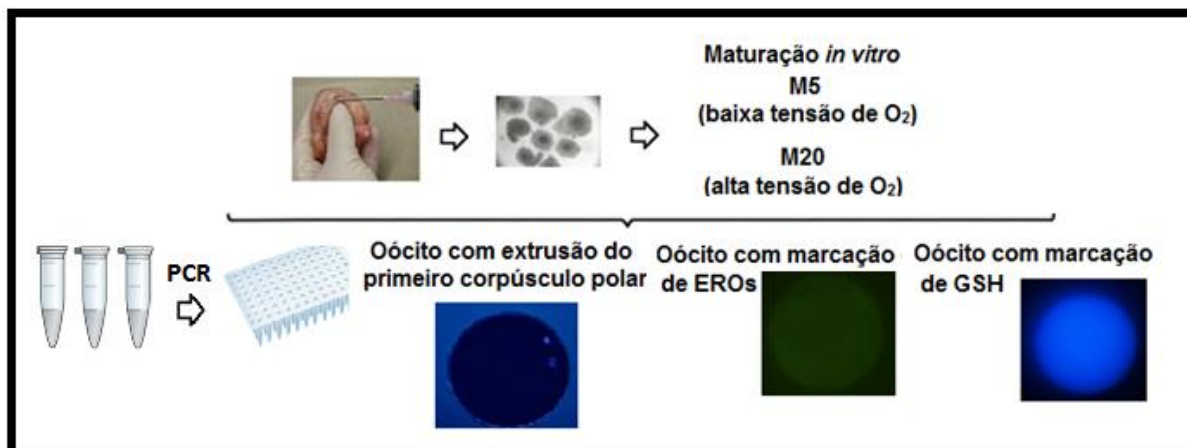 Maturação in vitro
M5
(baixa tensão de O₂)
M20
(alta tensão de O₂)
PCR
Oócito com extrusão do
primeiro corpúsculo polar
Oócito com marcação
de EROs
Oócito com marcação
de GSH